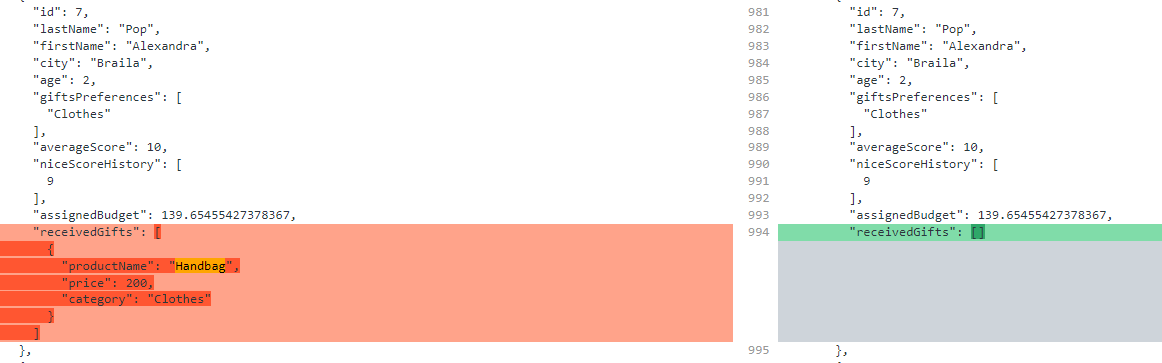 "id": 7,
"lastName": "Pop",
"firstName": "Alexandra",
"city": "Braila",
"age": 2,
"giftsPreferences": [
"Clothes"
],
"averageScore": 10,
"niceScoreHistory": [
9
],
"assignedBudget": 139.65455427378367,
"receivedGifts": [
{
"productName": "Handbag",
"price": 200,
"category": "Clothes"
}
]
},
981 "id": 7,
982 "lastName": "Pop",
983 "firstName": "Alexandra",
984 "city": "Braila",
985 "age": 2,
986 "giftsPreferences": [
987 "Clothes"
988 ],
989 "averageScore": 10,
990 "niceScoreHistory": [
991 9
992 ],
993 "assignedBudget": 139.65455427378367,
994 "receivedGifts": []
995 },